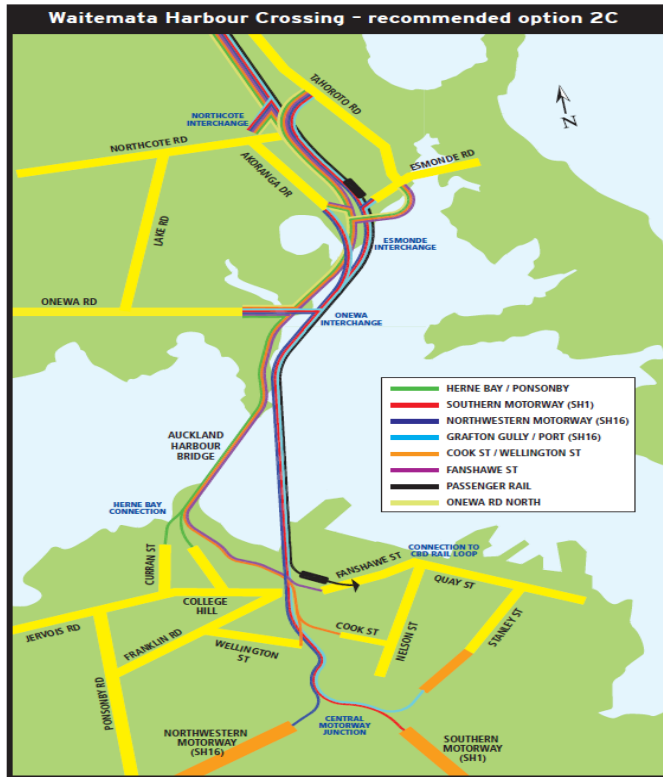 Waitemata Harbour Crossing – recommended option 2C
TAHOROTO RD
NORTHCOTE
INTERCHANGE
N
NORTHCOTE RD
ESMONDE RD
AKORANGA DR
LAKE RD
ESMONDE
INTERCHANGE
ONEWA RD
ONEWA
INTERCHANGE
HERNE BAY / PONSONBY
SOUTHERN MOTORWAY (SH1)
NORTHWESTERN MOTORWAY (SH16)
GRAFTON GULLY / PORT (SH16)
COOK ST / WELLINGTON ST
FANSHAWE ST
PASSENGER RAIL
ONEWA RD NORTH
AUCKLAND
HARBOUR
BRIDGE
HERNE BAY
CONNECTION
CURRAN ST
FANSHAWE ST
CONNECTION TO
CBD RAIL LOOP
QUAY ST
COLLEGE
HILL
JERVOIS RD
FRANKLIN RD
WELLINGTON
ST
COOK ST
NELSON ST
STANLEY ST
PONSONBY RD
CENTRAL
MOTORWAY
JUNCTION
NORTHWESTERN
MOTORWAY
(SH16)
SOUTHERN
MOTORWAY
(SH1)